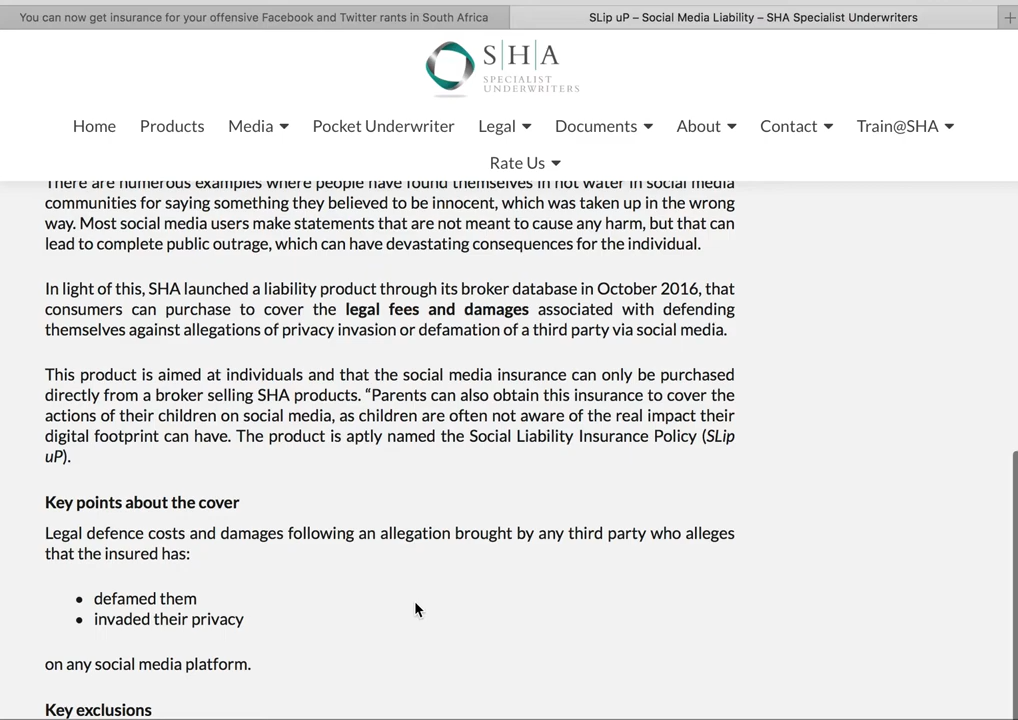 You can now get insurance for your offensive Facebook and Twitter rants in South Africa
SLip uP – Social Media Liability – SHA Specialist Underwriters
S|H|A
SPECIALIST
UNDERWRITERS
Home Products Media Pocket Underwriter Legal Documents About Contact Train@SHA
Rate Us
There are numerous examples where people have found themselves in hot water in social media
communities for saying something they believed to be innocent, which was taken up in the wrong
way. Most social media users make statements that are not meant to cause any harm, but that can
lead to complete public outrage, which can have devastating consequences for the individual.
In light of this, SHA launched a liability product through its broker database in October 2016, that
consumers can purchase to cover the legal fees and damages associated with defending
themselves against allegations of privacy invasion or defamation of a third party via social media.
This product is aimed at individuals and that the social media insurance can only be purchased
directly from a broker selling SHA products. “Parents can also obtain this insurance to cover the
actions of their children on social media, as children are often not aware of the real impact their
digital footprint can have. The product is aptly named the Social Liability Insurance Policy (SLip
uP).
Key points about the cover
Legal defence costs and damages following an allegation brought by any third party who alleges
that the insured has:
• defamed them
• invaded their privacy
on any social media platform.
Key exclusions